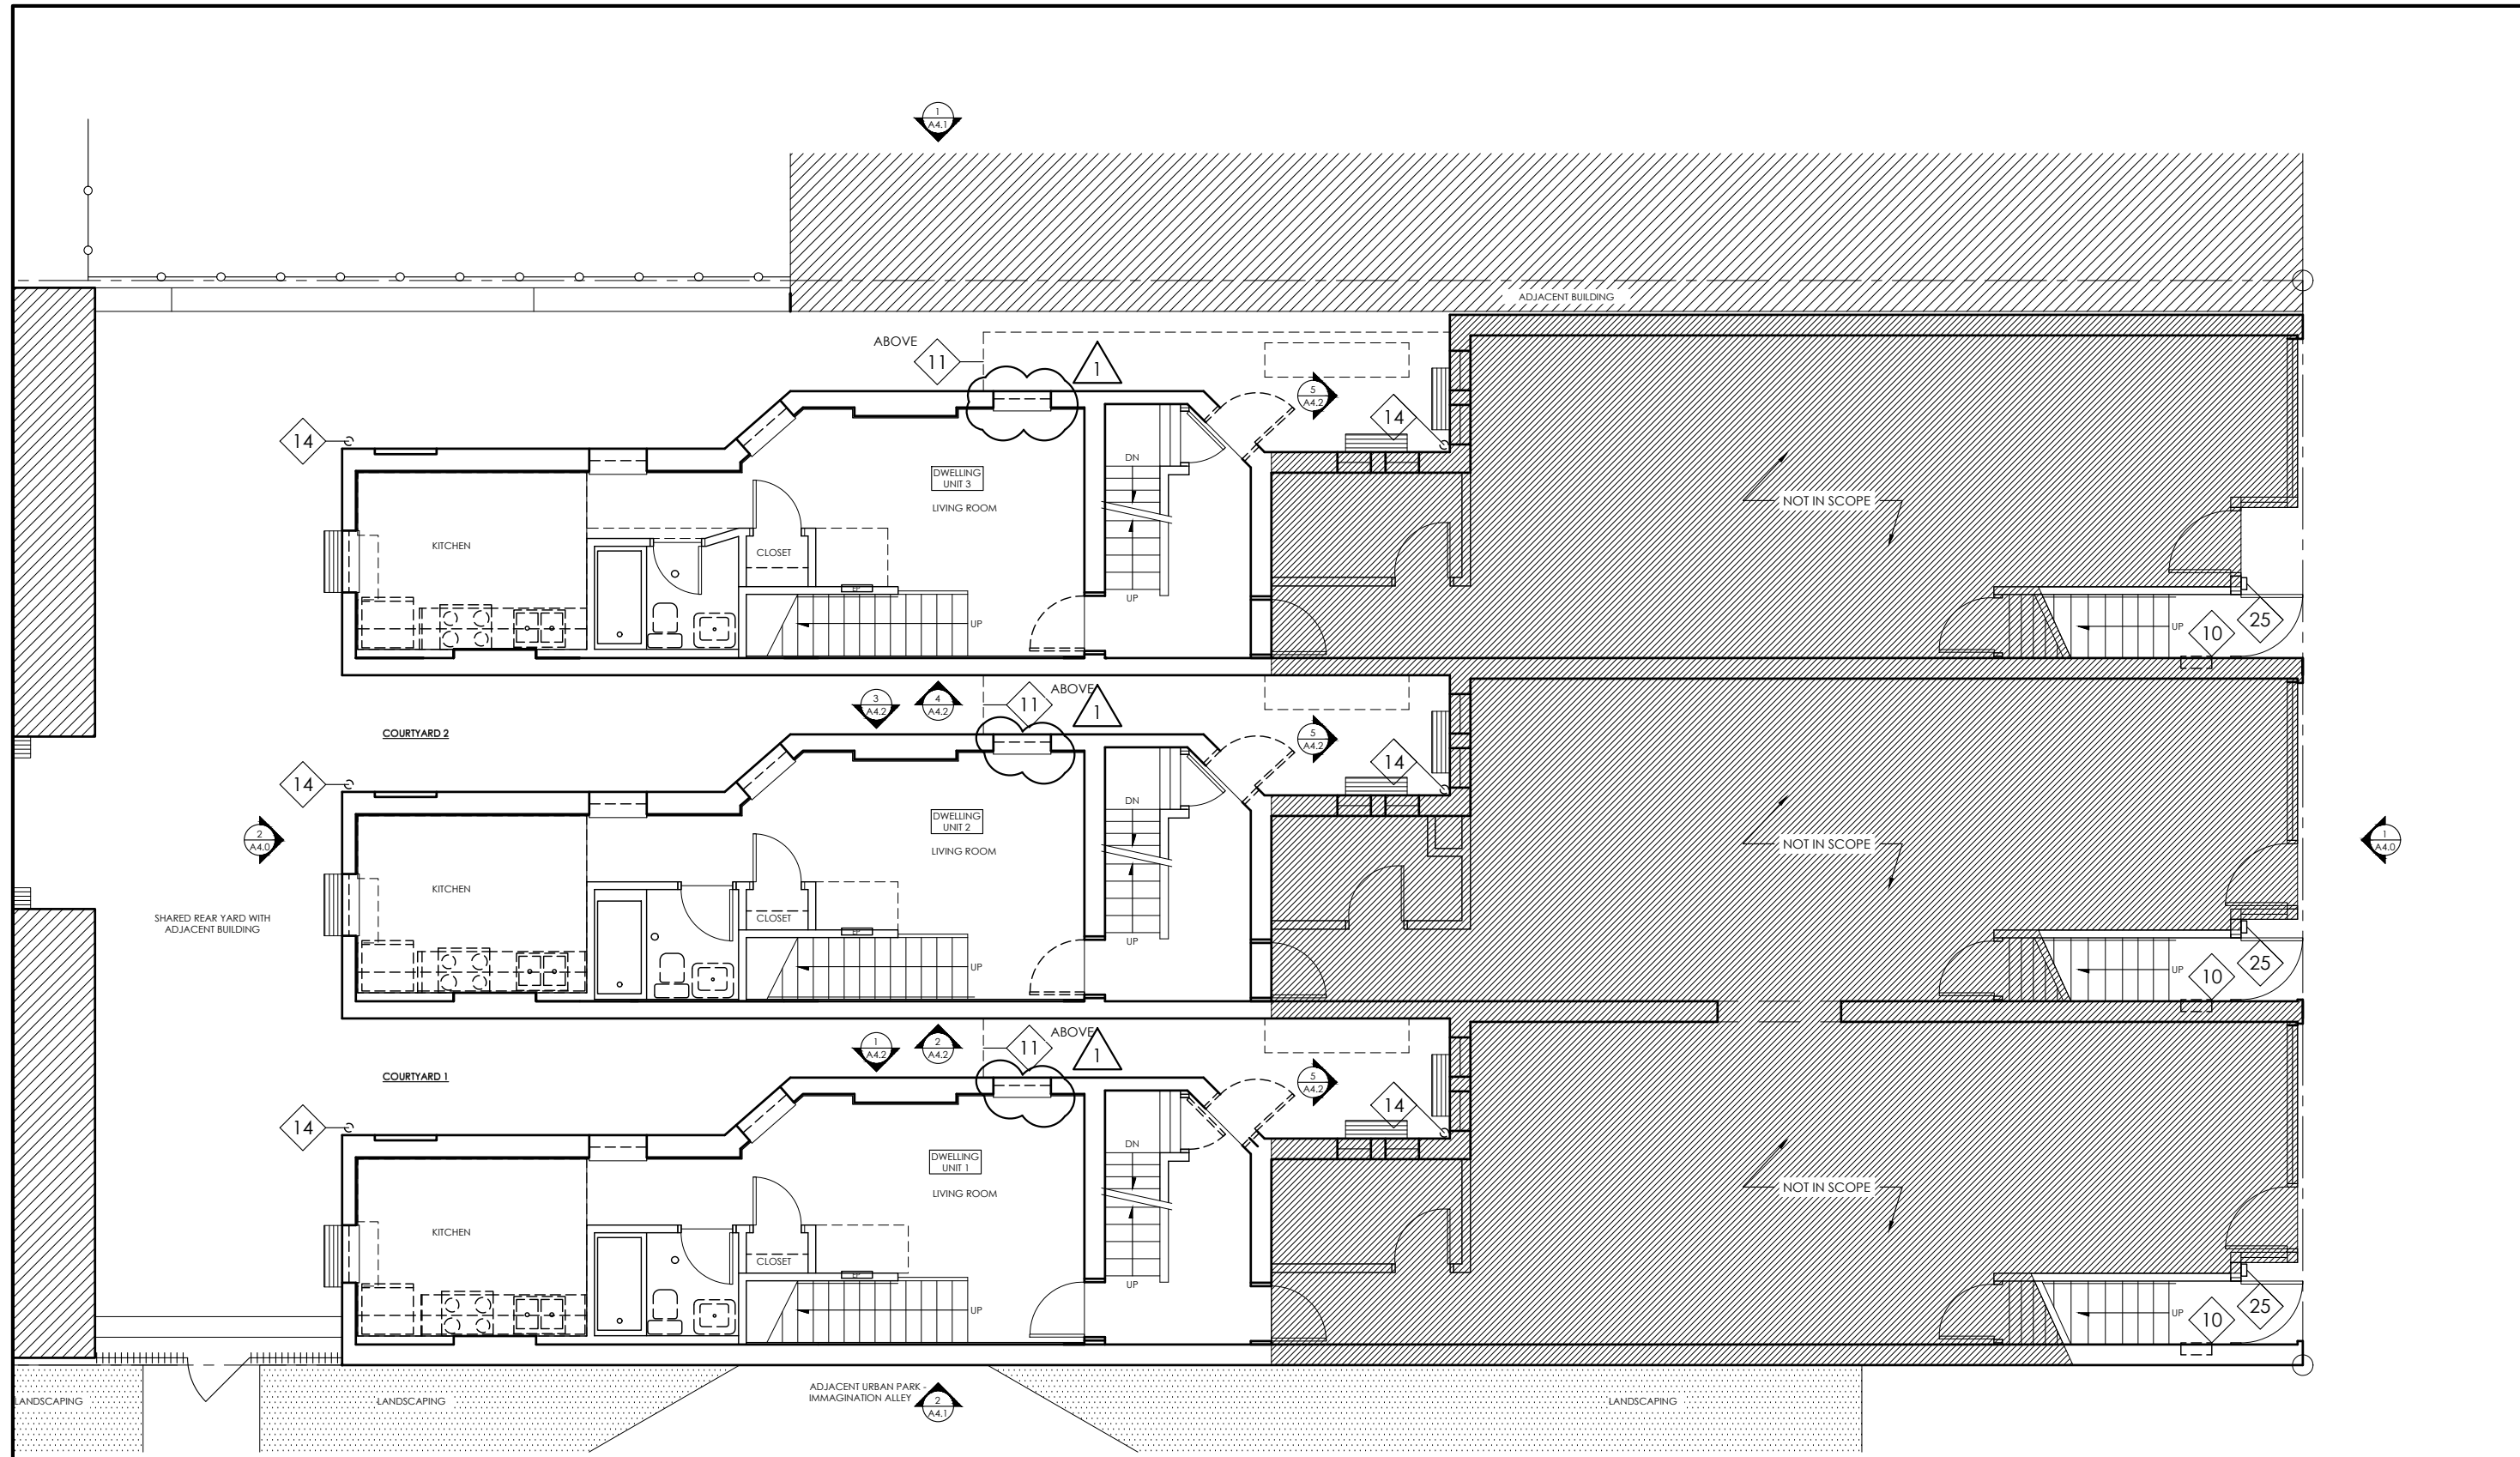 1
A4.1
ADJACENT BUILDING
ABOVE
11
1
5
A4.2
14
14
DN
DWELLING
UNIT 3
LIVING ROOM
NOT IN SCOPE
KITCHEN
CLOSET
EP
UP
UP
UP
10
25
3
A4.2
4
A4.2
ABOVE
11
1
COURTYARD 2
5
A4.2
14
14
DN
DWELLING
UNIT 2
LIVING ROOM
2
A4.0
NOT IN SCOPE
1
A4.0
KITCHEN
CLOSET
SHARED REAR YARD WITH
ADJACENT BUILDING
EP
UP
UP
UP
10
25
1
A4.2
2
A4.2
ABOVE
11
1
COURTYARD 1
5
A4.2
14
14
DN
DWELLING
UNIT 1
LIVING ROOM
NOT IN SCOPE
KITCHEN
CLOSET
EP
UP
UP
UP
10
25
LANDSCAPING
LANDSCAPING
ADJACENT URBAN PARK -
IMMAGINATION ALLEY
2
A4.1
LANDSCAPING